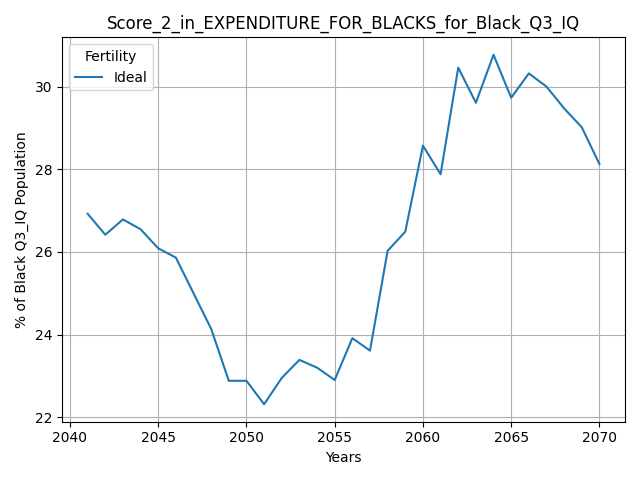 Score_2_in_EXPENDITURE_FOR_BLACKS_for_Black_Q3_IQ
Fertility
Ideal
% of Black Q3_IQ Population
30
28
26
24
22
2040 2045 2050 2055 2060 2065 2070
Years